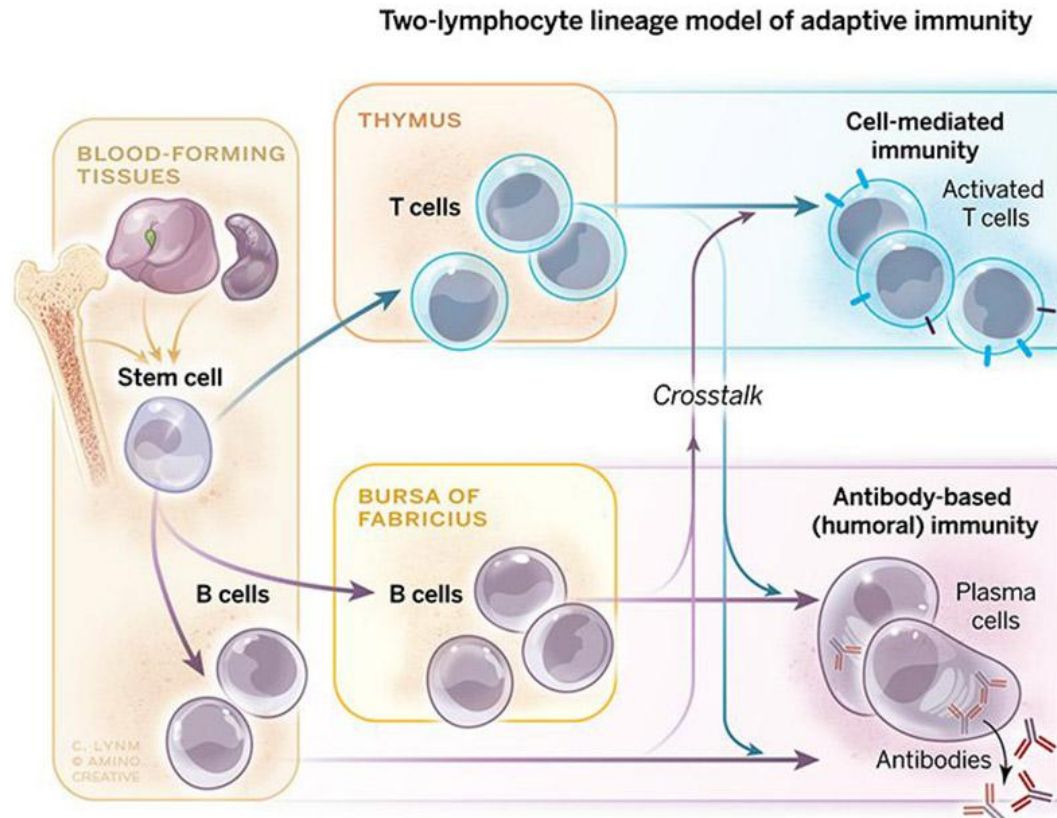 Two-lymphocyte lineage model of adaptive immunity
BLOOD-FORMING
TISSUES
Stem cell
B cells
C. LYNM
© AMINO
CREATIVE
THYMUS
T cells
BURSA OF
FABRICIUS
B cells
Crosstalk
Cell-mediated
immunity
Activated
T cells
Antibody-based
(humoral) immunity
Plasma
cells
Antibodies